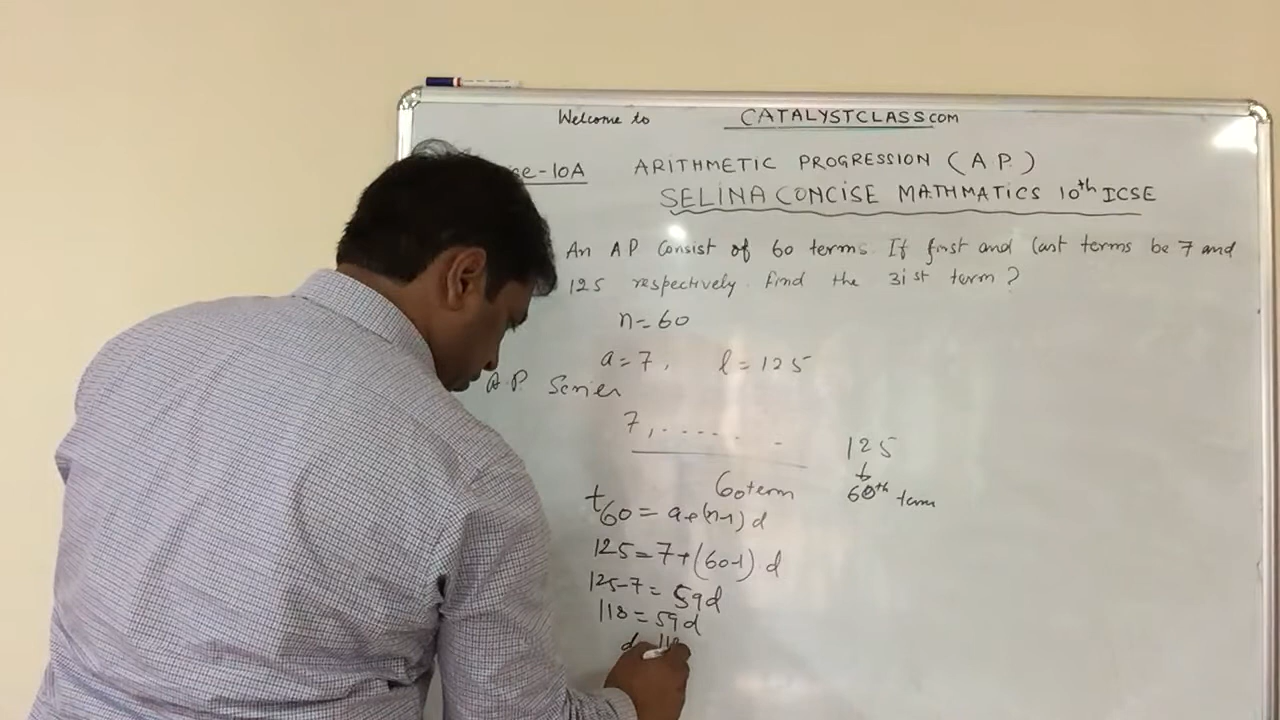 Welcome to CATALYSTCLASS.COM
se-10A ARITHMETIC PROGRESSION (A P.)
SELINA CONCISE MATHMATICS 10th ICSE
An AP Consist of 60 terms. If first and last terms be 7 and
125 respectively. find the 31st term?
n=60
a=7, l=125
A.P. Series
7, ...... 125
60 term 60th term
t60 = a+(n-1)d
125=7+(60-1)d
125-7=59d
118=59d
d